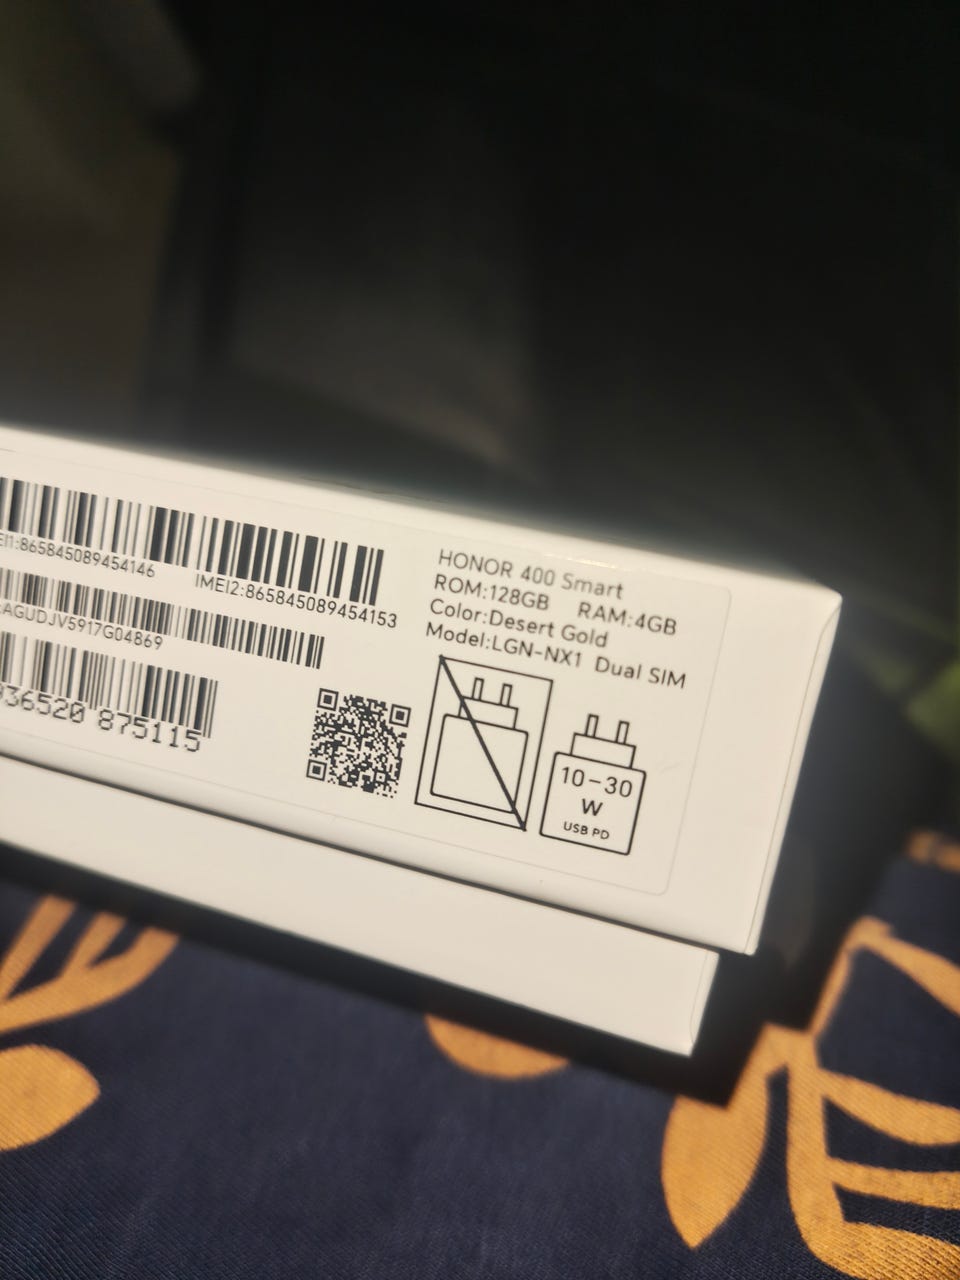 EI1:865845089454146 IMEI2:865845089454153
:AGUDJV5917G04869
936520 875115
HONOR 400 Smart
ROM:128GB RAM:4GB
Color:Desert Gold
Model:LGN-NX1 Dual SIM
10-30
W
USB PD